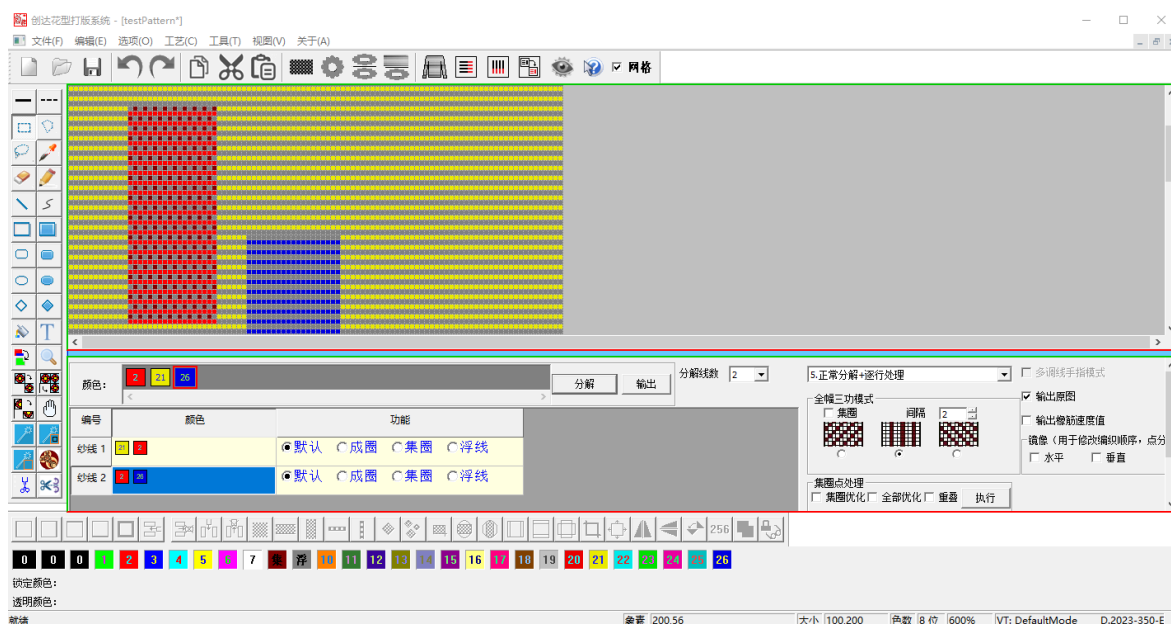 创达花型打版系统 - [testPattern*]
文件(F) 编辑(E) 选项(O) 工艺(C) 工具(T) 视图(V) 关于(A)
网格
T
颜色: 2 21 26 分解 输出 分解线数 2
编号 颜色 功能
纱线 1 21 2 默认 成圈 集圈 浮线
纱线 2 2 26 默认 成圈 集圈 浮线
5.正常分解+逐行处理
多调线手指模式
全幅三功模式
集圈 间隔 2
输出原图
输出橡筋速度值
镜像（用于修改编织顺序，点分
水平 垂直
集圈点处理
集圈优化 全部优化 重叠 执行
256
0 0 0 1 2 3 4 5 6 7 集 浮 10 11 12 13 14 15 16 17 18 19 20 21 22 23 24 25 26
锁定颜色:
透明颜色:
就绪 象素 200.56 大小 100.200 色数 8 位 600% VT: DefaultMode D.2023-350-E